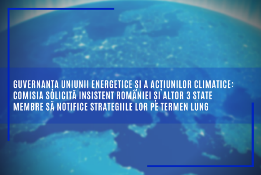 GUVERNANȚA UNIUNII ENERGETICE ȘI A ACȚIUNILOR CLIMATICE:
COMISIA SOLICITĂ INSISTENT ROMÂNIEI ȘI ALTOR 3 STATE
MEMBRE SĂ NOTIFICE STRATEGIILE LOR PE TERMEN LUNG